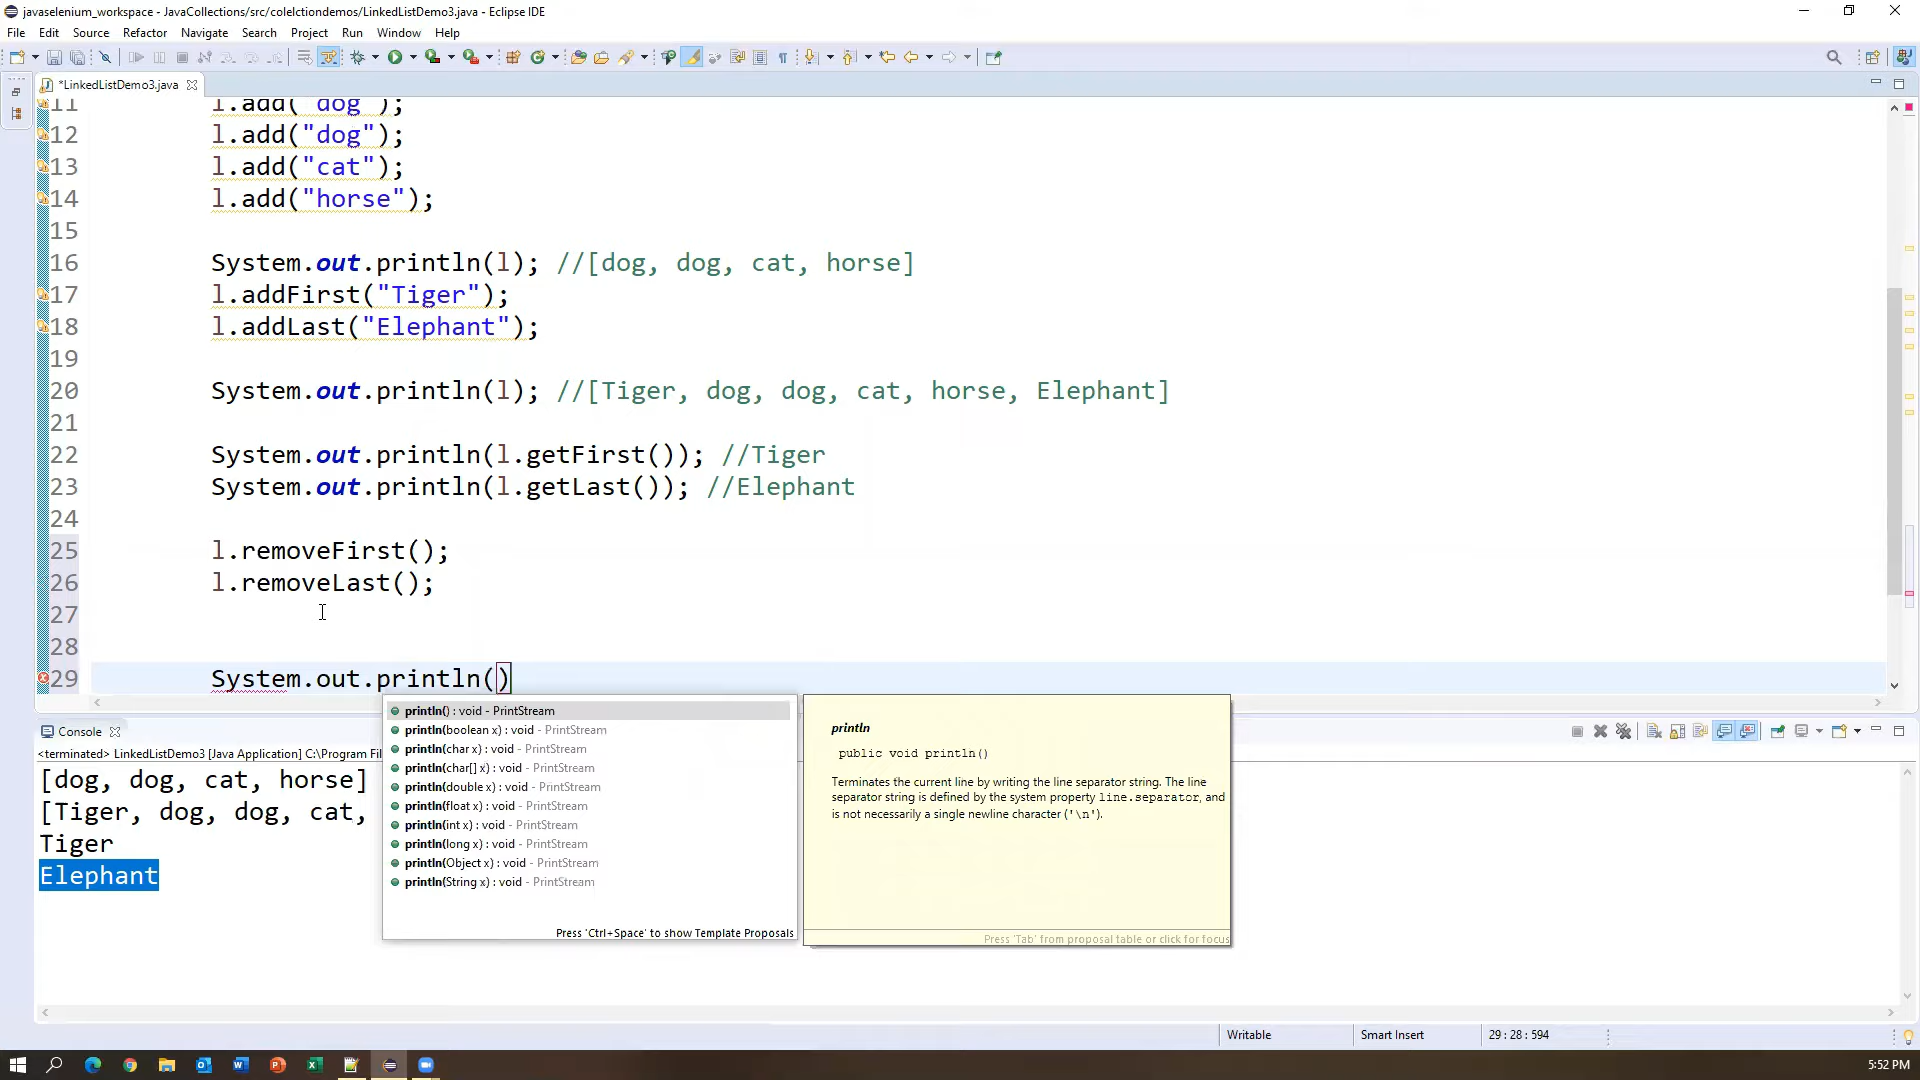 javaselenium_workspace - JavaCollections/src/colelctiondemos/LinkedListDemo3.java - Eclipse IDE
File Edit Source Refactor Navigate Search Project Run Window Help
*LinkedListDemo3.java
11 l.add("dog");
12 l.add("dog");
13 l.add("cat");
14 l.add("horse");
15
16 System.out.println(l); //[dog, dog, cat, horse]
17 l.addFirst("Tiger");
18 l.addLast("Elephant");
19
20 System.out.println(l); //[Tiger, dog, dog, cat, horse, Elephant]
21
22 System.out.println(l.getFirst()); //Tiger
23 System.out.println(l.getLast()); //Elephant
24
25 l.removeFirst();
26 l.removeLast();
27
28
29 System.out.println()
println() : void - PrintStream
println(boolean x) : void - PrintStream
println(char x) : void - PrintStream
println(char[] x) : void - PrintStream
println(double x) : void - PrintStream
println(float x) : void - PrintStream
println(int x) : void - PrintStream
println(long x) : void - PrintStream
println(Object x) : void - PrintStream
println(String x) : void - PrintStream
Press 'Ctrl+Space' to show Template Proposals
println
public void println()
Terminates the current line by writing the line separator string. The line
separator string is defined by the system property line.separator, and
is not necessarily a single newline character ('\n').
Press 'Tab' from proposal table or click for focus
Console
<terminated> LinkedListDemo3 [Java Application] C:\Program Fil
[dog, dog, cat, horse]
[Tiger, dog, dog, cat,
Tiger
Elephant
Writable Smart Insert 29 : 28 : 594
5:52 PM